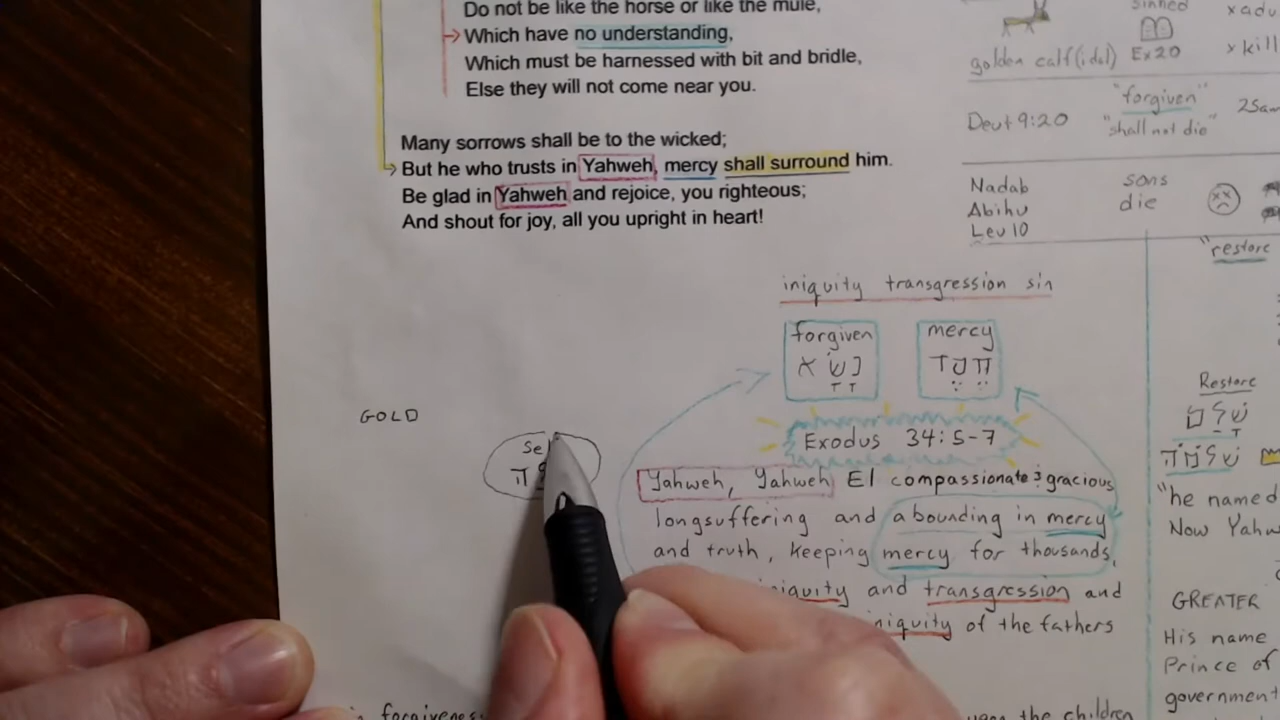 Do not be like the horse or like the mule,
Which have no understanding,
Which must be harnessed with bit and bridle,
Else they will not come near you.
Many sorrows shall be to the wicked;
But he who trusts in Yahweh, mercy shall surround him.
Be glad in Yahweh and rejoice, you righteous;
And shout for joy, all you upright in heart!
sinned
golden calf (idol)
Ex 20
x kill
Deut 9:20
"forgiven"
"shall not die"
Nadab
Abihu
Lev 10
sons
die
"restore
iniquity transgression sin
forgiven
נָשָׂא
mercy
חֶסֶד
Exodus 34:5-7
Yahweh, Yahweh El compassionate & gracious
longsuffering and abounding in mercy
and truth, keeping mercy for thousands,
iniquity and transgression and
of the fathers
GOLD
Restore
"he named
Now
GREATER
His name
Prince of
upon the children